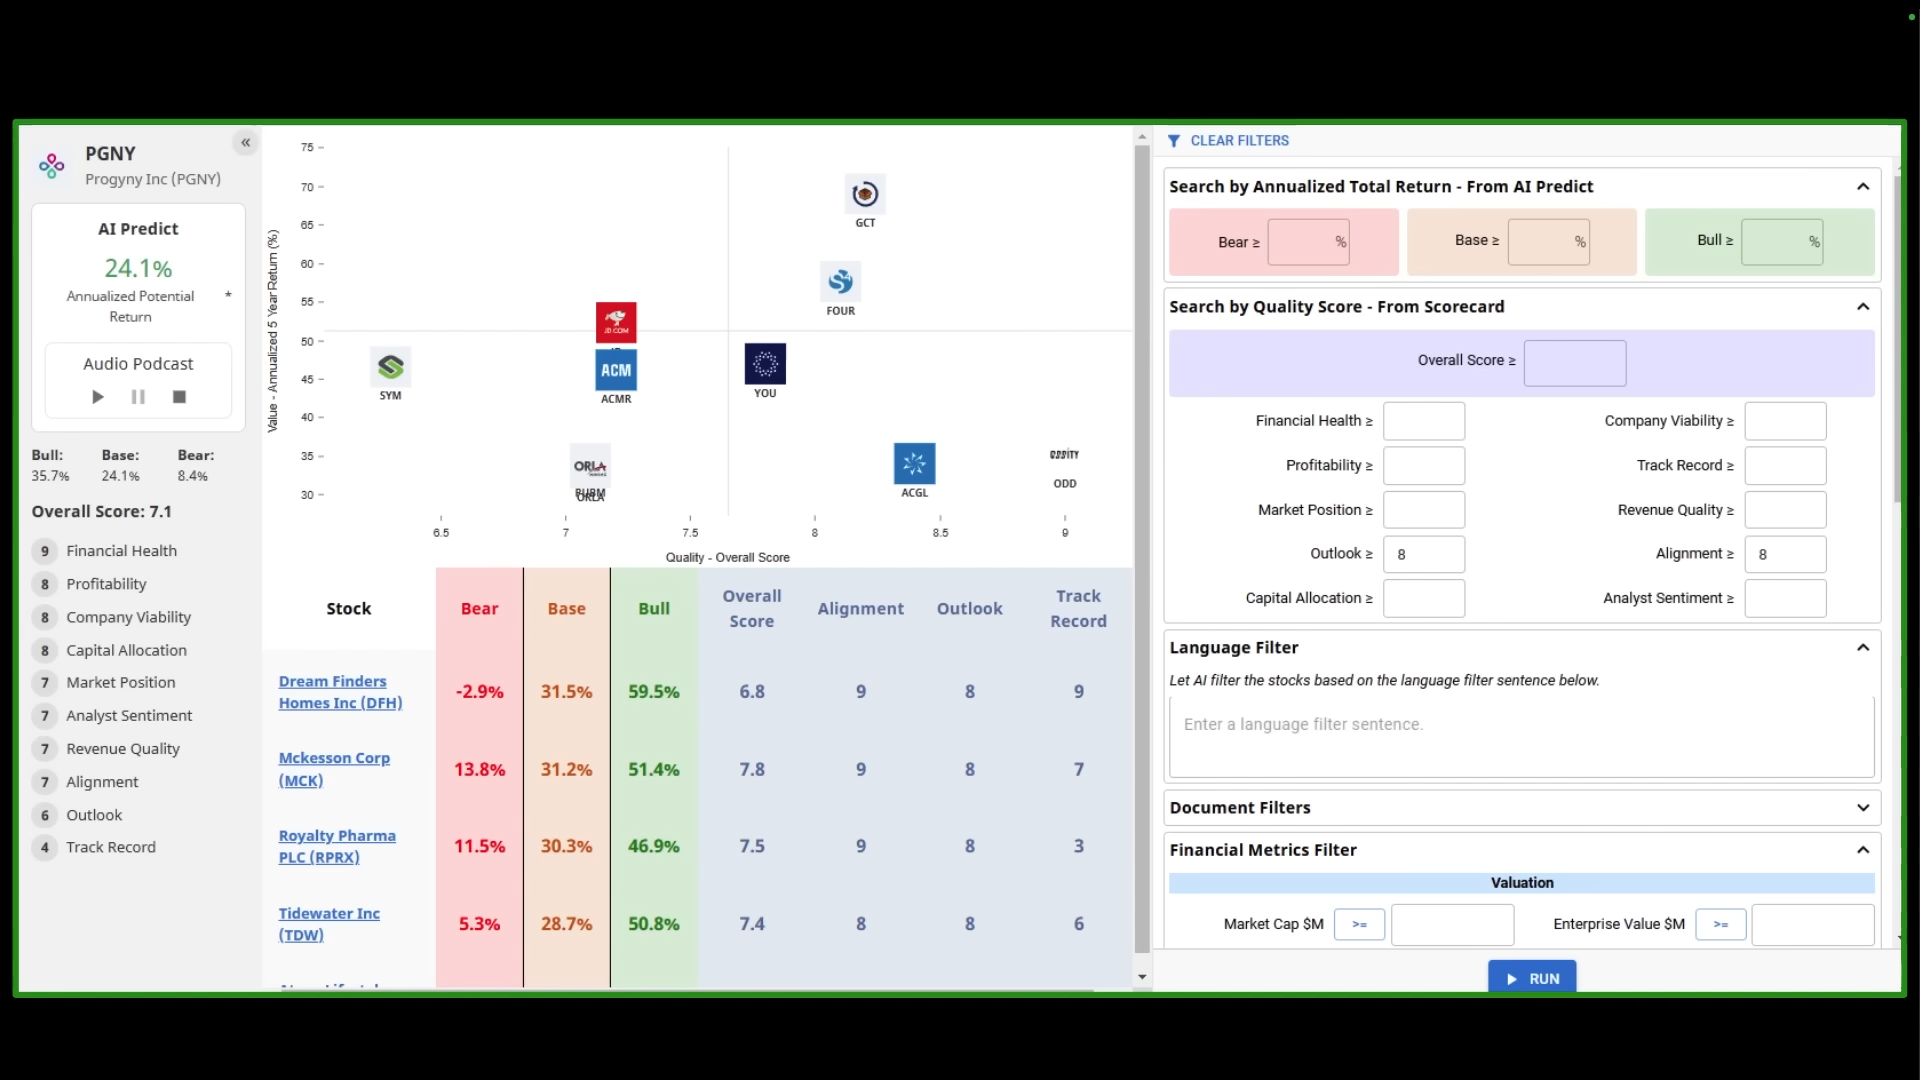 PGNY
Progyny Inc (PGNY)
AI Predict
24.1%
Annualized Potential *
Return
Audio Podcast
Bull: Base: Bear:
35.7% 24.1% 8.4%
Overall Score: 7.1
9 Financial Health
8 Profitability
8 Company Viability
8 Capital Allocation
7 Market Position
7 Analyst Sentiment
7 Revenue Quality
7 Alignment
6 Outlook
4 Track Record
Value - Annualized 5 Year Return (%)
75
70
65
60
55
50
45
40
35
30
GCT
FOUR
JD.COM
SYM
ACM
ACMR
YOU
ORLA
ORLA
ACGL
ODDITY
ODD
6.5 7 7.5 8 8.5 9
Quality - Overall Score
Stock Bear Base Bull Overall Score Alignment Outlook Track Record
Dream Finders
Homes Inc (DFH) -2.9% 31.5% 59.5% 6.8 9 8 9
Mckesson Corp
(MCK) 13.8% 31.2% 51.4% 7.8 9 8 7
Royalty Pharma
PLC (RPRX) 11.5% 30.3% 46.9% 7.5 9 8 3
Tidewater Inc
(TDW) 5.3% 28.7% 50.8% 7.4 8 8 6
CLEAR FILTERS
Search by Annualized Total Return - From AI Predict
Bear ≥ % Base ≥ % Bull ≥ %
Search by Quality Score - From Scorecard
Overall Score ≥
Financial Health ≥ Company Viability ≥
Profitability ≥ Track Record ≥
Market Position ≥ Revenue Quality ≥
Outlook ≥ 8 Alignment ≥ 8
Capital Allocation ≥ Analyst Sentiment ≥
Language Filter
Let AI filter the stocks based on the language filter sentence below.
Enter a language filter sentence.
Document Filters
Financial Metrics Filter
Valuation
Market Cap $M >= Enterprise Value $M >=
RUN